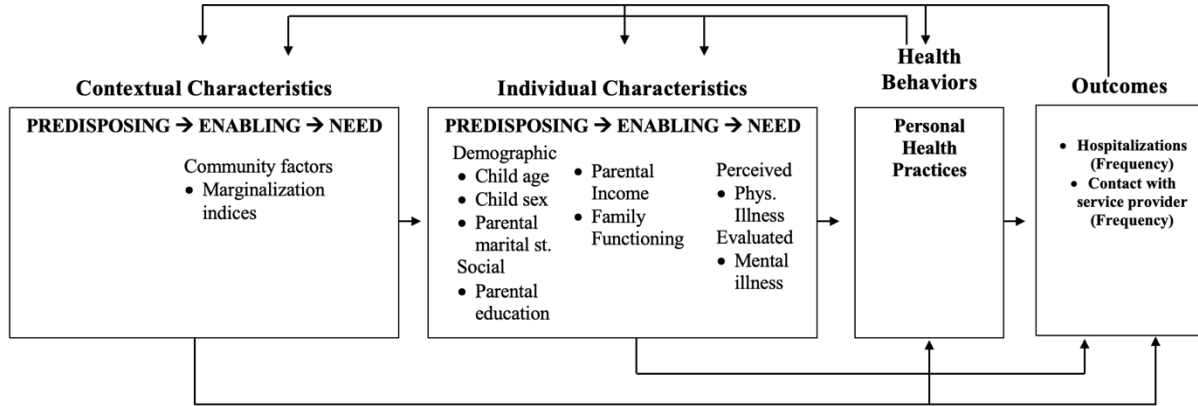 Contextual Characteristics
PREDISPOSING → ENABLING → NEED
Community factors
• Marginalization
indices
Individual Characteristics
PREDISPOSING → ENABLING → NEED
Demographic
• Child age
• Child sex
• Parental
marital st.
Social
• Parental
education
• Parental
Income
• Family
Functioning
Perceived
• Phys.
Illness
Evaluated
• Mental
illness
Health
Behaviors
Personal
Health
Practices
Outcomes
• Hospitalizations
(Frequency)
• Contact with
service provider
(Frequency)